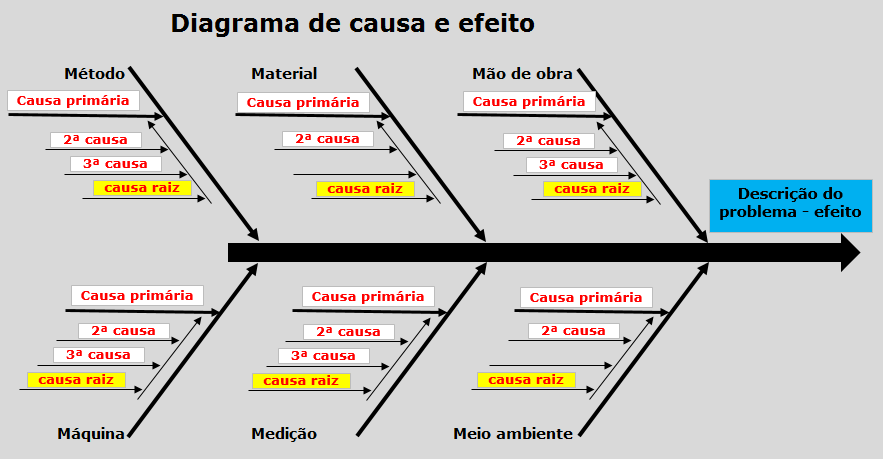 Diagrama de causa e efeito
Método
Material
Mão de obra
Causa primária
Causa primária
Causa primária
2ª causa
2ª causa
2ª causa
3ª causa
3ª causa
causa raiz
causa raiz
causa raiz
Descrição do
problema - efeito
Causa primária
Causa primária
Causa primária
2ª causa
2ª causa
2ª causa
3ª causa
3ª causa
causa raiz
causa raiz
causa raiz
Máquina
Medição
Meio ambiente